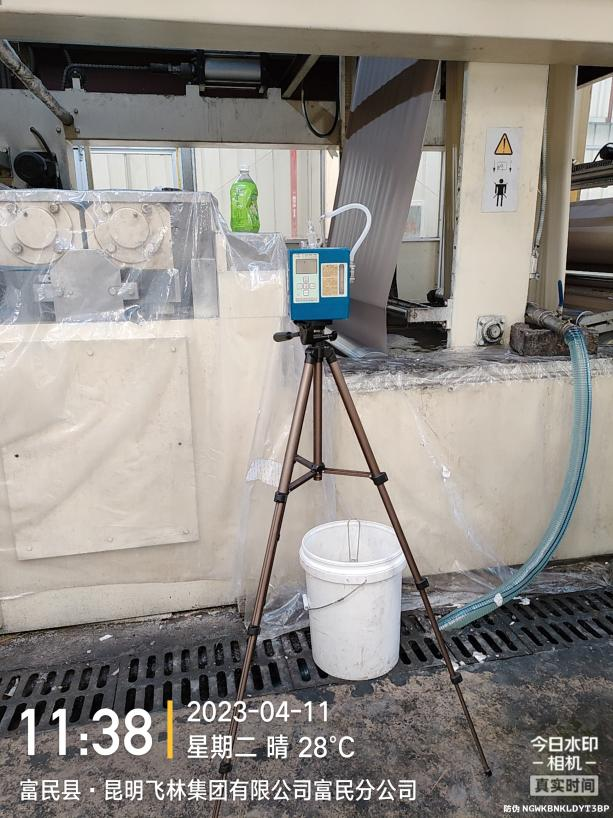 11:38
2023-04-11
星期二 晴 28°C
富民县·昆明飞林集团有限公司富民分公司
今日水印
-相机-
真实时间
防伪 NGWKBNKLDYT3BP